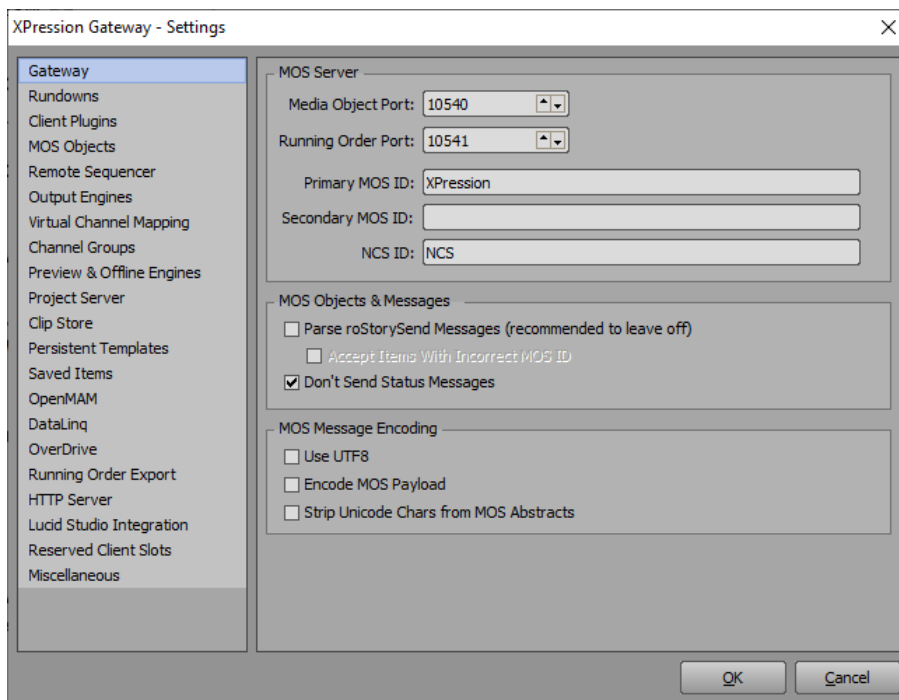 XPression Gateway - Settings
Gateway
Rundowns
Client Plugins
MOS Objects
Remote Sequencer
Output Engines
Virtual Channel Mapping
Channel Groups
Preview & Offline Engines
Project Server
Clip Store
Persistent Templates
Saved Items
OpenMAM
DataLinq
OverDrive
Running Order Export
HTTP Server
Lucid Studio Integration
Reserved Client Slots
Miscellaneous
MOS Server
Media Object Port: 10540
Running Order Port: 10541
Primary MOS ID: XPression
Secondary MOS ID:
NCS ID: NCS
MOS Objects & Messages
Parse roStorySend Messages (recommended to leave off)
Accept Items With Incorrect MOS ID
Don't Send Status Messages
MOS Message Encoding
Use UTF8
Encode MOS Payload
Strip Unicode Chars from MOS Abstracts
OK Cancel